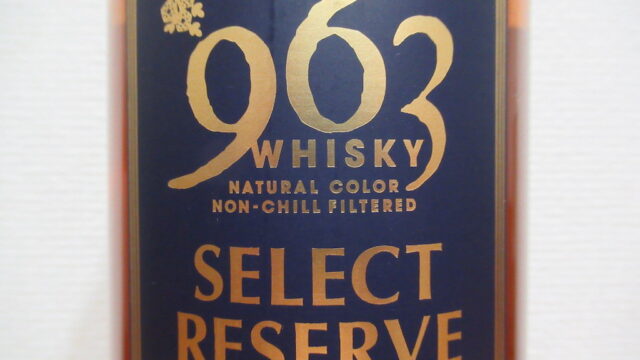 963
WHISKY
NATURAL COLOR
NON-CHILL FILTERED
SELECT
RESERVE